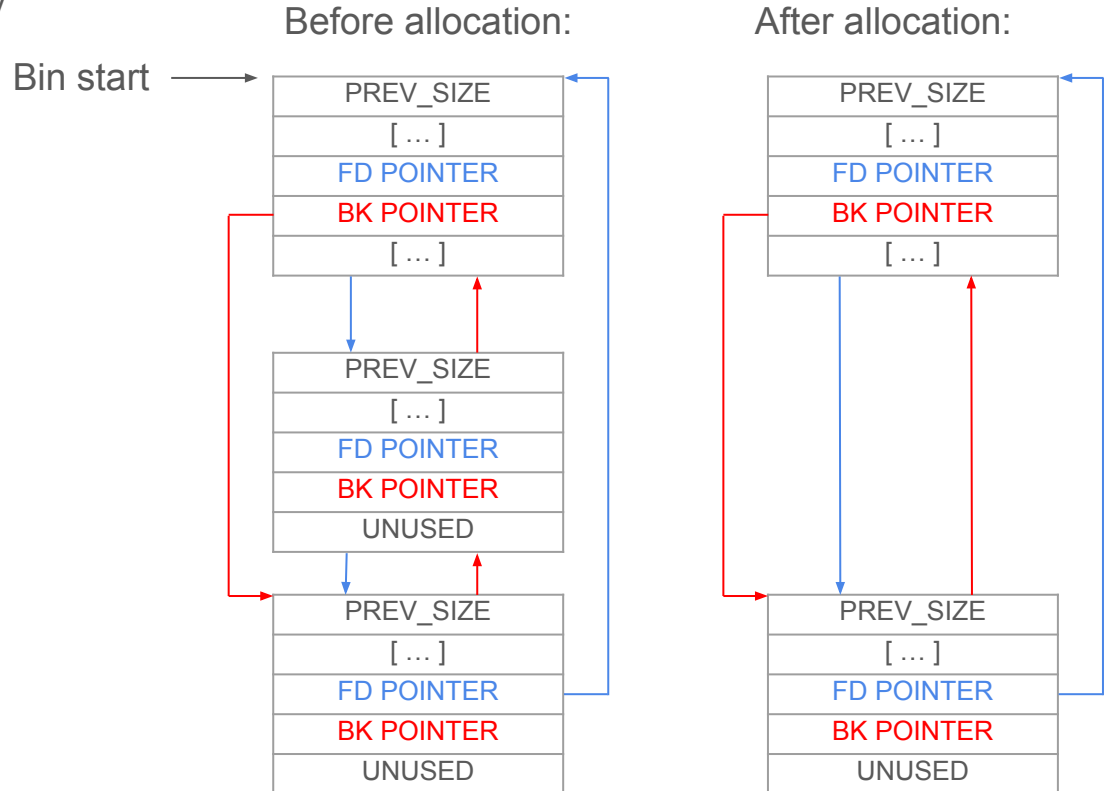 Before allocation:
After allocation:
Bin start
PREV_SIZE
[ … ]
FD POINTER
BK POINTER
[ … ]
PREV_SIZE
[ … ]
FD POINTER
BK POINTER
UNUSED
PREV_SIZE
[ … ]
FD POINTER
BK POINTER
UNUSED
PREV_SIZE
[ … ]
FD POINTER
BK POINTER
[ … ]
PREV_SIZE
[ … ]
FD POINTER
BK POINTER
UNUSED